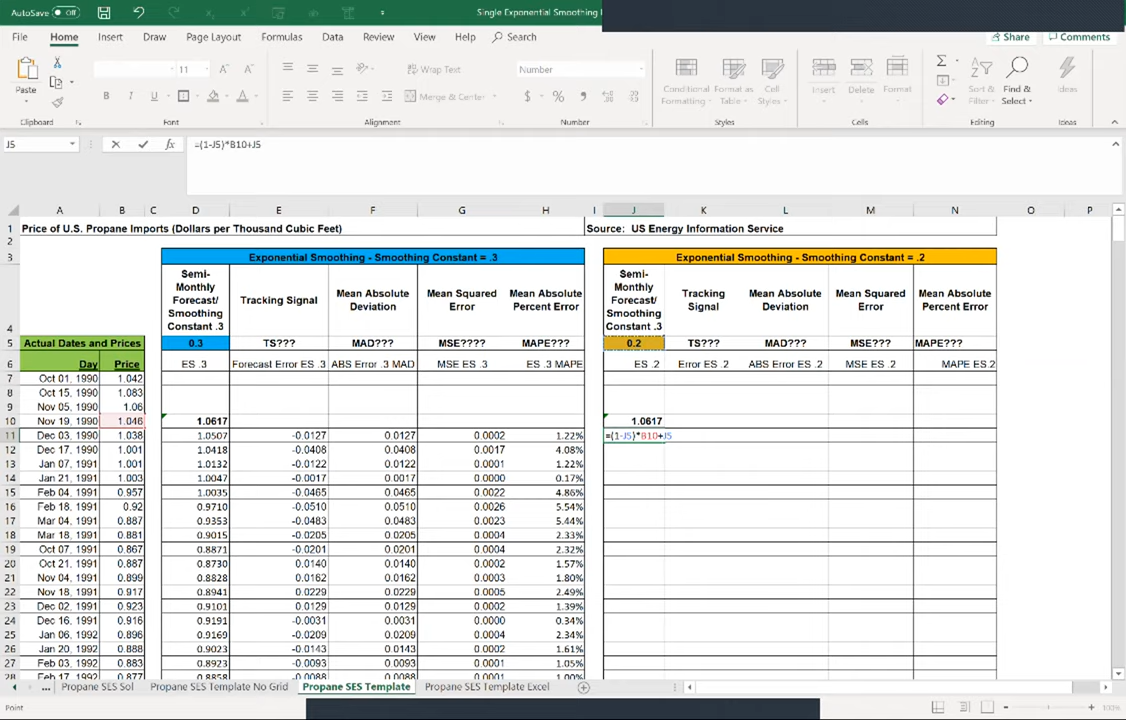 AutoSave Off Single Exponential Smoothing
File Home Insert Draw Page Layout Formulas Data Review View Help Search Share Comments
Paste 11 Wrap Text Merge & Center Number $ % Conditional Formatting Format as Table Cell Styles Insert Delete Format Sort & Filter Find & Select Ideas
Clipboard Font Alignment Number Styles Cells Editing Ideas
J5 fx =(1-J5)*B10+J5
A B C D E F G H I J K L M N O P
1 Price of U.S. Propane Imports (Dollars per Thousand Cubic Feet) Source: US Energy Information Service
2
3 Exponential Smoothing - Smoothing Constant = .3 Exponential Smoothing - Smoothing Constant = .2
4 Semi-Monthly Forecast/ Smoothing Constant .3 Tracking Signal Mean Absolute Deviation Mean Squared Error Mean Absolute Percent Error Semi-Monthly Forecast/ Smoothing Constant .3 Tracking Signal Mean Absolute Deviation Mean Squared Error Mean Absolute Percent Error
5 Actual Dates and Prices 0.3 TS??? MAD??? MSE???? MAPE??? 0.2 TS??? MAD??? MSE??? MAPE???
6 Day Price ES .3 Forecast Error ES .3 ABS Error .3 MAD MSE ES .3 ES .3 MAPE ES .2 Error ES .2 ABS Error ES .2 MSE ES .2 MAPE ES.2
7 Oct 01, 1990 1.042
8 Oct 15, 1990 1.083
9 Nov 05, 1990 1.06
10 Nov 19, 1990 1.046 1.0617 1.0617
11 Dec 03, 1990 1.038 1.0507 -0.0127 0.0127 0.0002 1.22% =(1-J5)*B10+J5
12 Dec 17, 1990 1.001 1.0418 -0.0408 0.0408 0.0017 4.08%
13 Jan 07, 1991 1.001 1.0132 -0.0122 0.0122 0.0001 1.22%
14 Jan 21, 1991 1.003 1.0047 -0.0017 0.0017 0.0000 0.17%
15 Feb 04, 1991 0.957 1.0035 -0.0465 0.0465 0.0022 4.86%
16 Feb 18, 1991 0.92 0.9710 -0.0510 0.0510 0.0026 5.54%
17 Mar 04, 1991 0.887 0.9353 -0.0483 0.0483 0.0023 5.44%
18 Mar 18, 1991 0.881 0.9015 -0.0205 0.0205 0.0004 2.33%
19 Oct 07, 1991 0.867 0.8871 -0.0201 0.0201 0.0004 2.32%
20 Oct 21, 1991 0.887 0.8730 0.0140 0.0140 0.0002 1.57%
21 Nov 04, 1991 0.899 0.8828 0.0162 0.0162 0.0003 1.80%
22 Nov 18, 1991 0.917 0.8941 0.0229 0.0229 0.0005 2.49%
23 Dec 02, 1991 0.923 0.9101 0.0129 0.0129 0.0002 1.39%
24 Dec 16, 1991 0.916 0.9191 -0.0031 0.0031 0.0000 0.34%
25 Jan 06, 1992 0.896 0.9169 -0.0209 0.0209 0.0004 2.34%
26 Jan 20, 1992 0.888 0.9023 -0.0143 0.0143 0.0002 1.61%
27 Feb 03, 1992 0.883 0.8923 -0.0093 0.0093 0.0001 1.05%
28 Feb 17, 1992 0.877 0.8858 -0.0088 0.0088 0.0001 1.00%
... Propane SES Sol Propane SES Template No Grid Propane SES Template Propane SES Template Excel
Point 100%